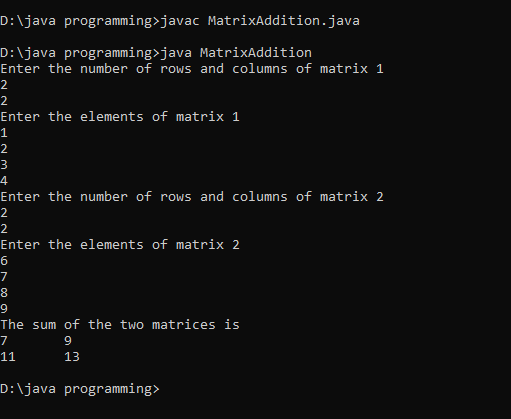 D:\java programming>javac MatrixAddition.java
D:\java programming>java MatrixAddition
Enter the number of rows and columns of matrix 1
2
2
Enter the elements of matrix 1
1
2
3
4
Enter the number of rows and columns of matrix 2
2
2
Enter the elements of matrix 2
6
7
8
9
The sum of the two matrices is
7       9
11      13
D:\java programming>